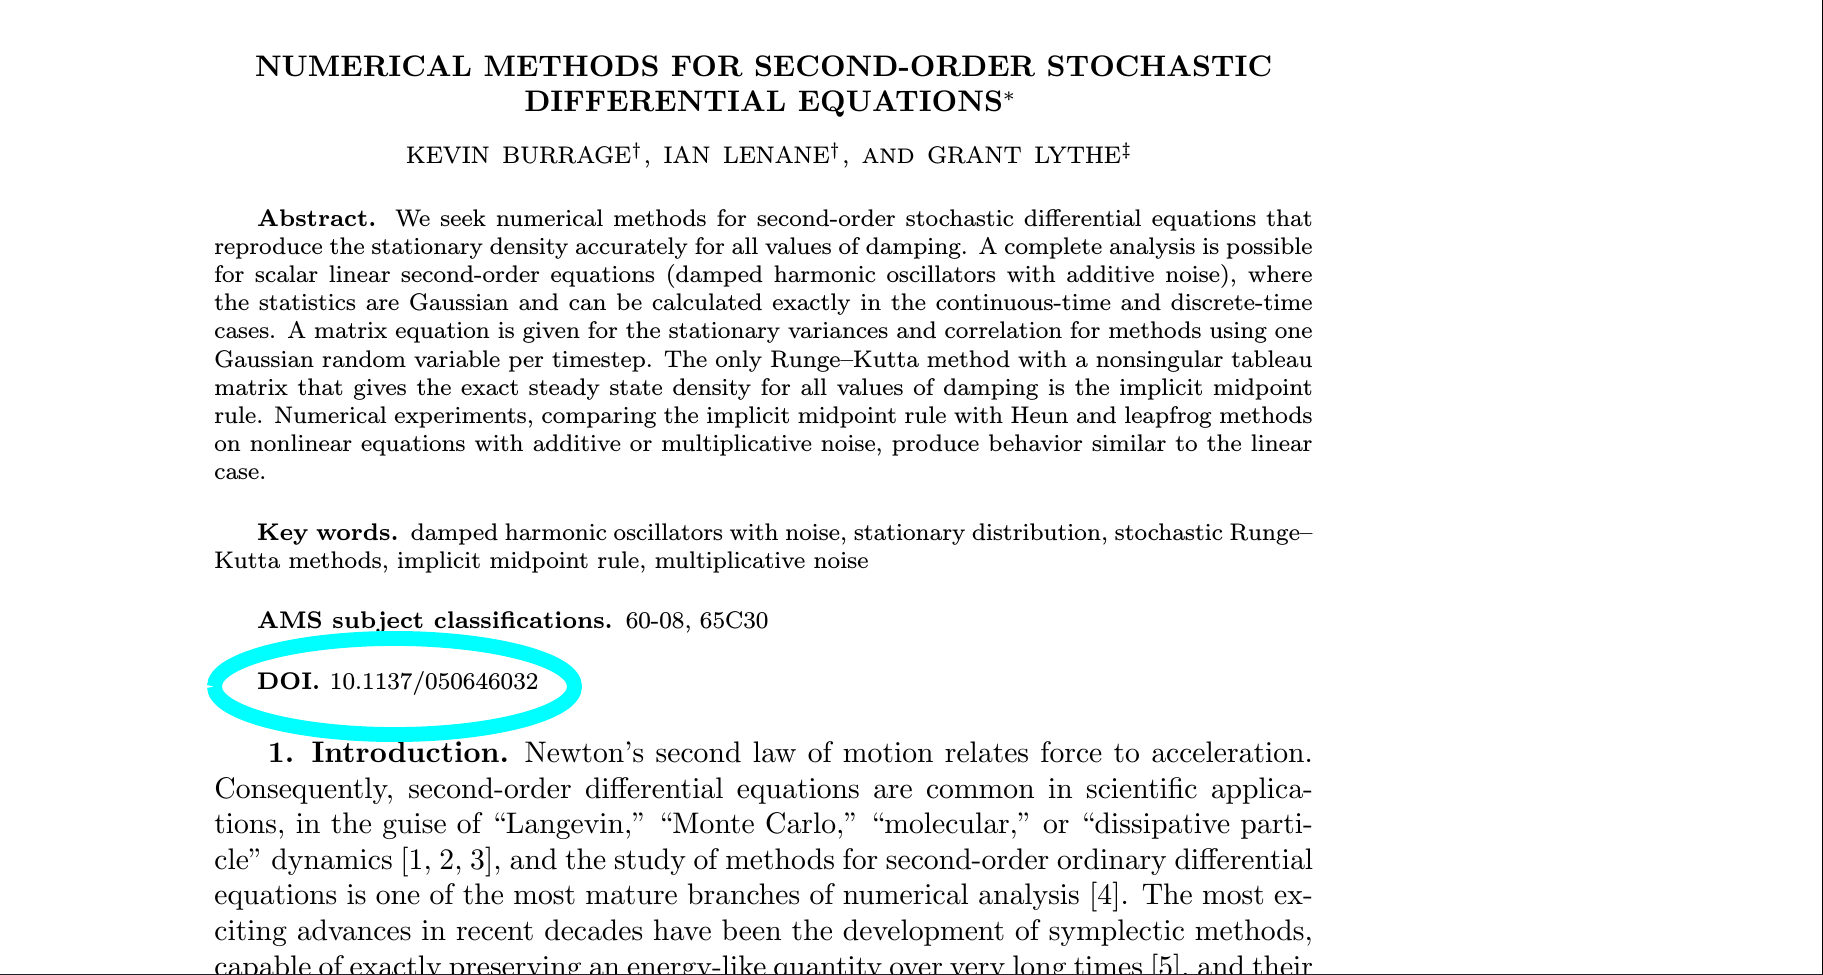 NUMERICAL METHODS FOR SECOND-ORDER STOCHASTIC
DIFFERENTIAL EQUATIONS*
KEVIN BURRAGE†, IAN LENANE†, AND GRANT LYTHE‡
Abstract. We seek numerical methods for second-order stochastic differential equations that
reproduce the stationary density accurately for all values of damping. A complete analysis is possible
for scalar linear second-order equations (damped harmonic oscillators with additive noise), where
the statistics are Gaussian and can be calculated exactly in the continuous-time and discrete-time
cases. A matrix equation is given for the stationary variances and correlation for methods using one
Gaussian random variable per timestep. The only Runge–Kutta method with a nonsingular tableau
matrix that gives the exact steady state density for all values of damping is the implicit midpoint
rule. Numerical experiments, comparing the implicit midpoint rule with Heun and leapfrog methods
on nonlinear equations with additive or multiplicative noise, produce behavior similar to the linear
case.
Key words. damped harmonic oscillators with noise, stationary distribution, stochastic Runge–
Kutta methods, implicit midpoint rule, multiplicative noise
AMS subject classifications. 60-08, 65C30
DOI. 10.1137/050646032
1. Introduction. Newton's second law of motion relates force to acceleration.
Consequently, second-order differential equations are common in scientific applica-
tions, in the guise of “Langevin,” “Monte Carlo,” “molecular,” or “dissipative parti-
cle” dynamics [1, 2, 3], and the study of methods for second-order ordinary differential
equations is one of the most mature branches of numerical analysis [4]. The most ex-
citing advances in recent decades have been the development of symplectic methods,
capable of exactly preserving an energy-like quantity over very long times [5], and their